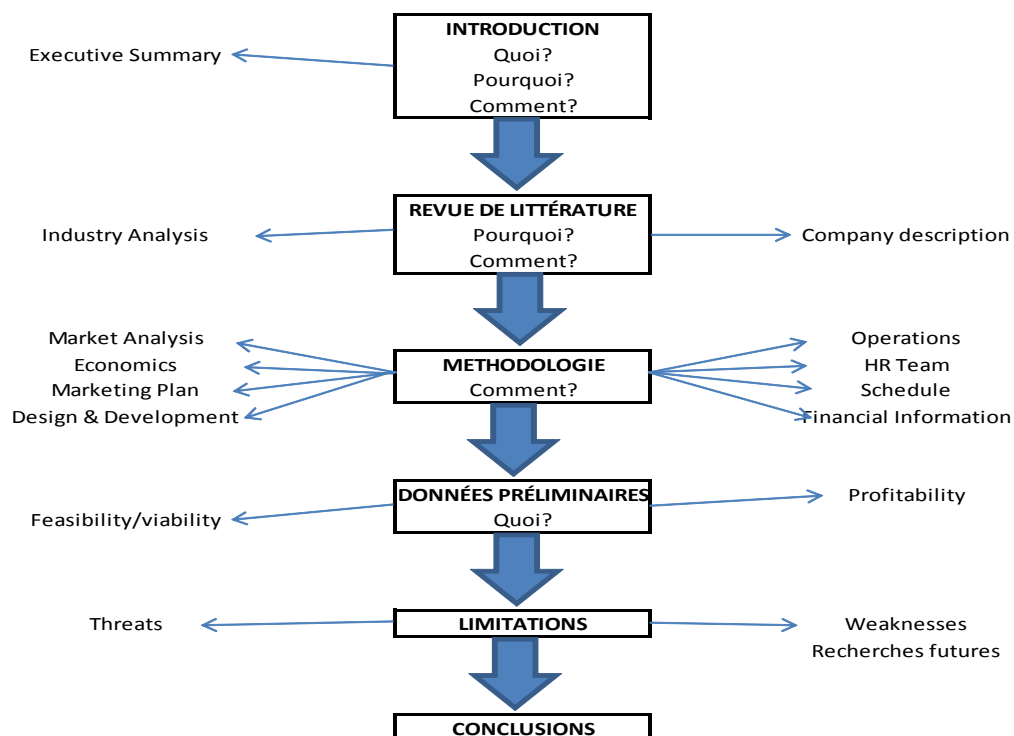 INTRODUCTION
Executive Summary
Quoi?
Pourquoi?
Comment?
REVUE DE LITTÉRATURE
Industry Analysis
Pourquoi?
Company description
Comment?
Market Analysis
Operations
Economics
METHODOLOGIE
HR Team
Marketing Plan
Comment?
Schedule
Design & Development
Financial Information
DONNÉES PRÉLIMINAIRES
Profitability
Feasibility/viability
Quoi?
Threats
LIMITATIONS
Weaknesses
Recherches futures
CONCLUSIONS